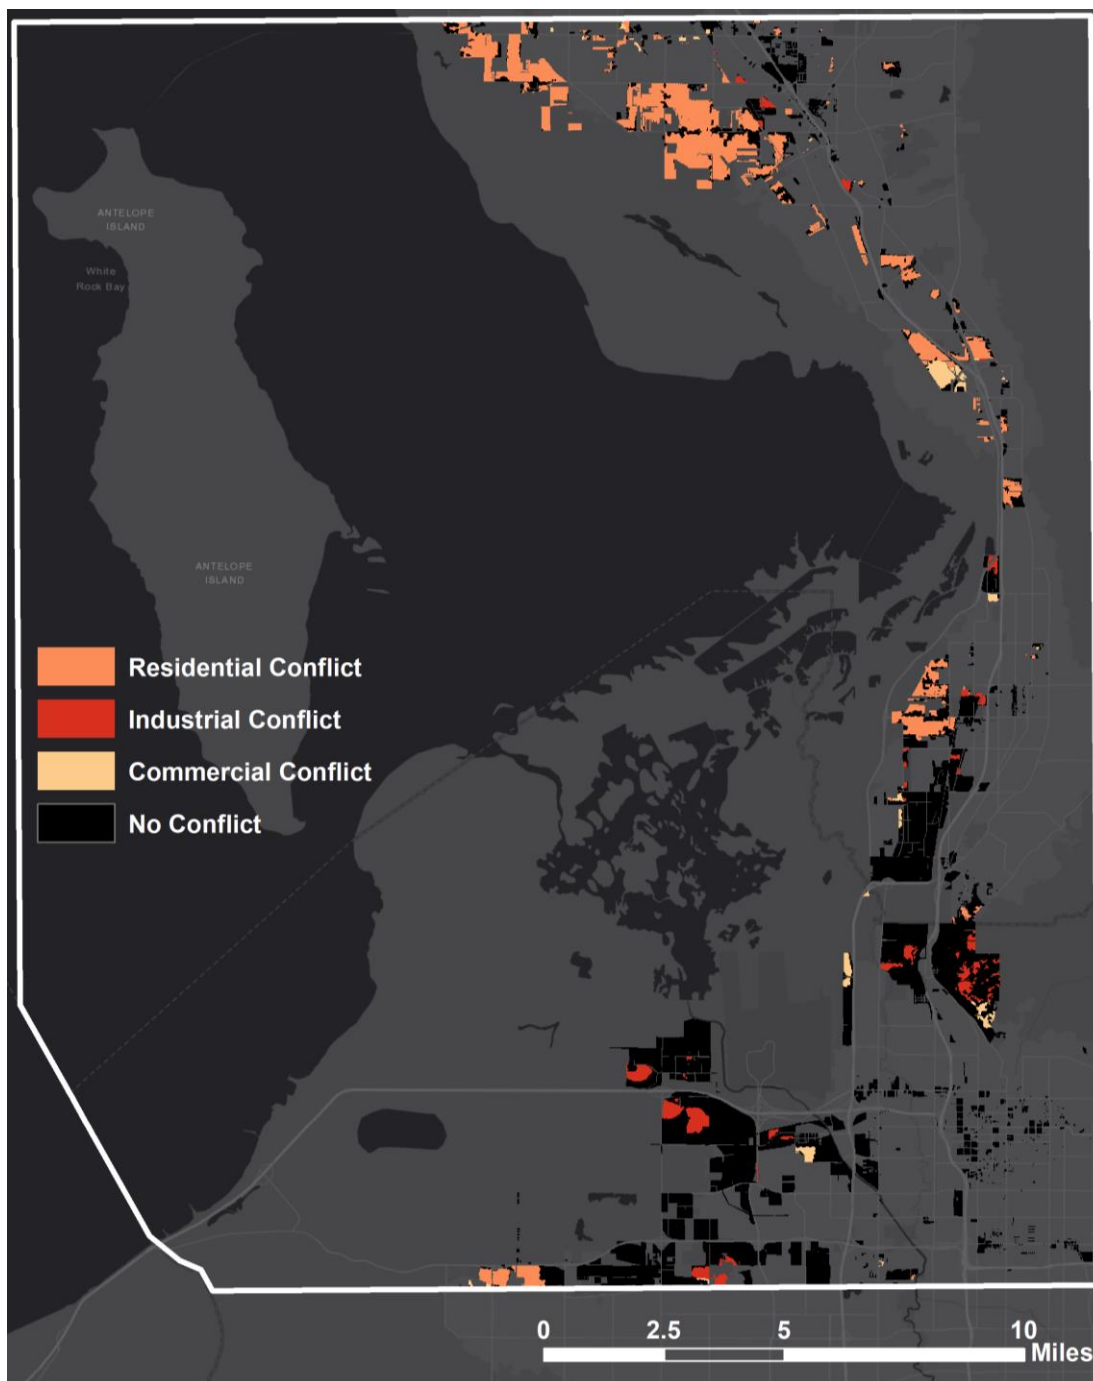 ANTELOPE
ISLAND
White
Rock Bay
ANTELOPE
ISLAND
Residential Conflict
Industrial Conflict
Commercial Conflict
No Conflict
0 2.5 5 10
Miles